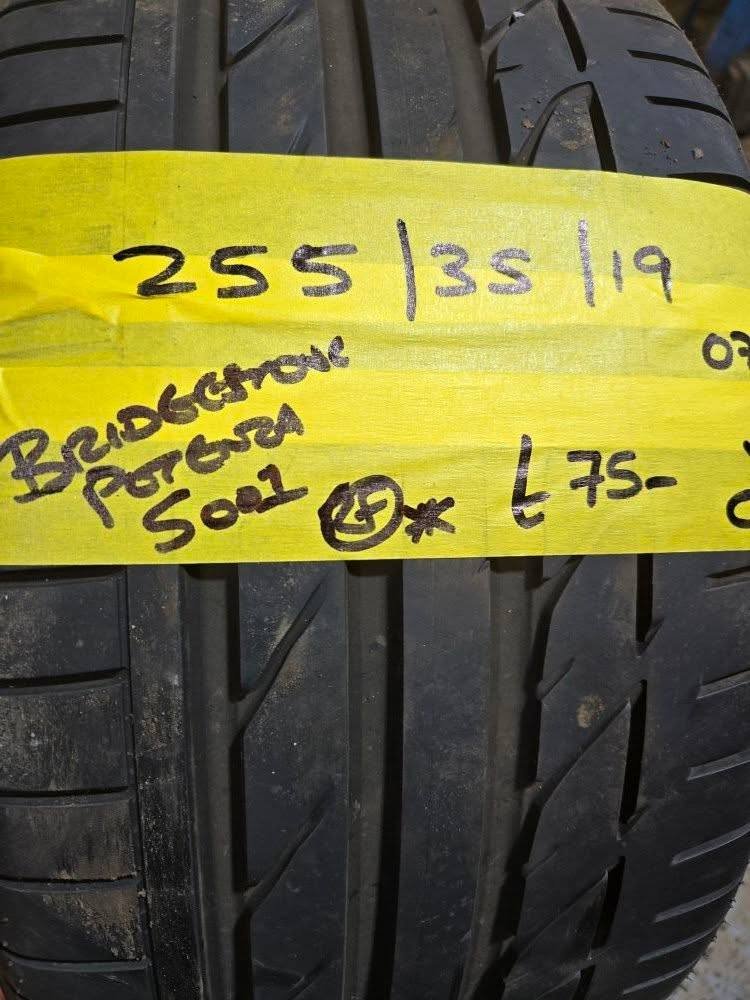 255/35/19
07
BRIDGESTONE
POTENZA
S001 RF* £75-